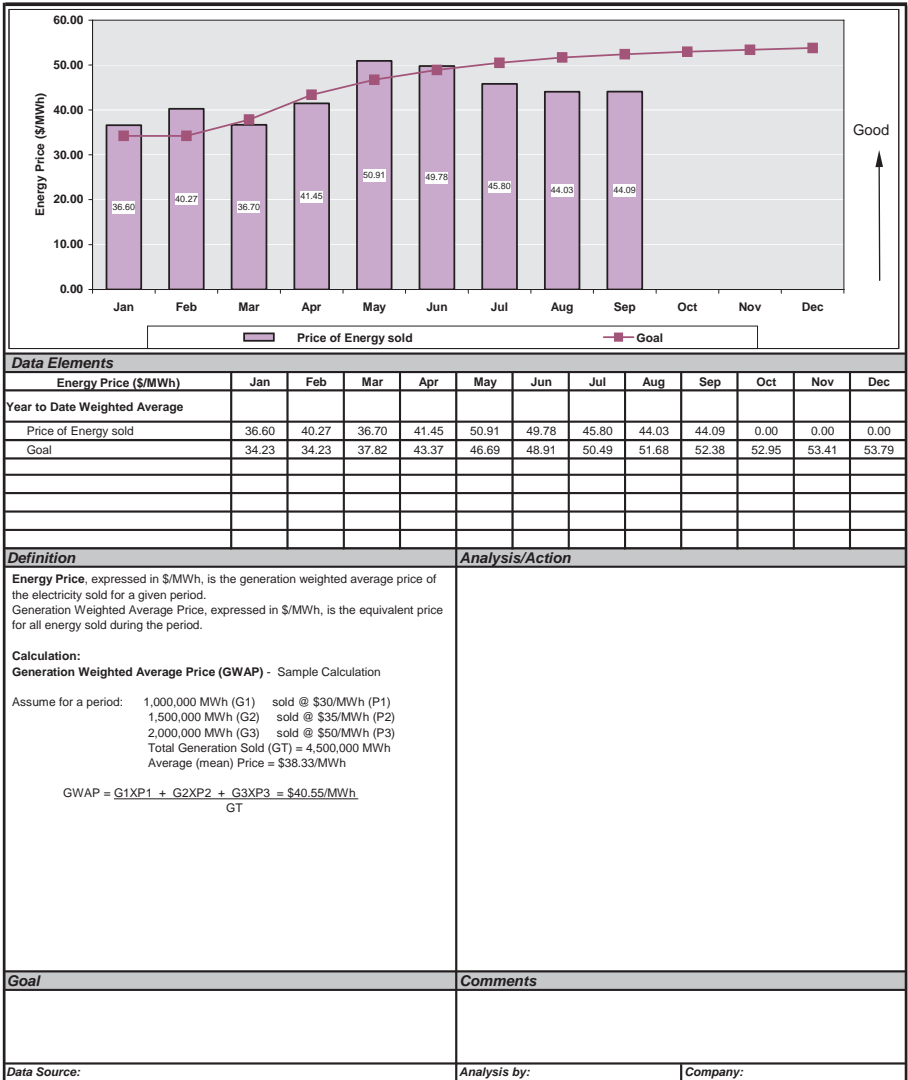 60.00
50.00
40.00
30.00
20.00
10.00
0.00
Energy Price ($/MWh)
36.60 40.27 36.70 41.45 50.91 49.78 45.80 44.03 44.09
Jan Feb Mar Apr May Jun Jul Aug Sep Oct Nov Dec
Good
Price of Energy sold Goal
Data Elements
Energy Price ($/MWh) Jan Feb Mar Apr May Jun Jul Aug Sep Oct Nov Dec
Year to Date Weighted Average
Price of Energy sold 36.60 40.27 36.70 41.45 50.91 49.78 45.80 44.03 44.09 0.00 0.00 0.00
Goal 34.23 34.23 37.82 43.37 46.69 48.91 50.49 51.68 52.38 52.95 53.41 53.79
Definition
Energy Price, expressed in $/MWh, is the generation weighted average price of
the electricity sold for a given period.
Generation Weighted Average Price, expressed in $/MWh, is the equivalent price
for all energy sold during the period.
Calculation:
Generation Weighted Average Price (GWAP) - Sample Calculation
Assume for a period: 1,000,000 MWh (G1) sold @ $30/MWh (P1)
1,500,000 MWh (G2) sold @ $35/MWh (P2)
2,000,000 MWh (G3) sold @ $50/MWh (P3)
Total Generation Sold (GT) = 4,500,000 MWh
Average (mean) Price = $38.33/MWh
GWAP = G1XP1 + G2XP2 + G3XP3 = $40.55/MWh
GT
Analysis/Action
Goal
Comments
Data Source:
Analysis by:
Company: